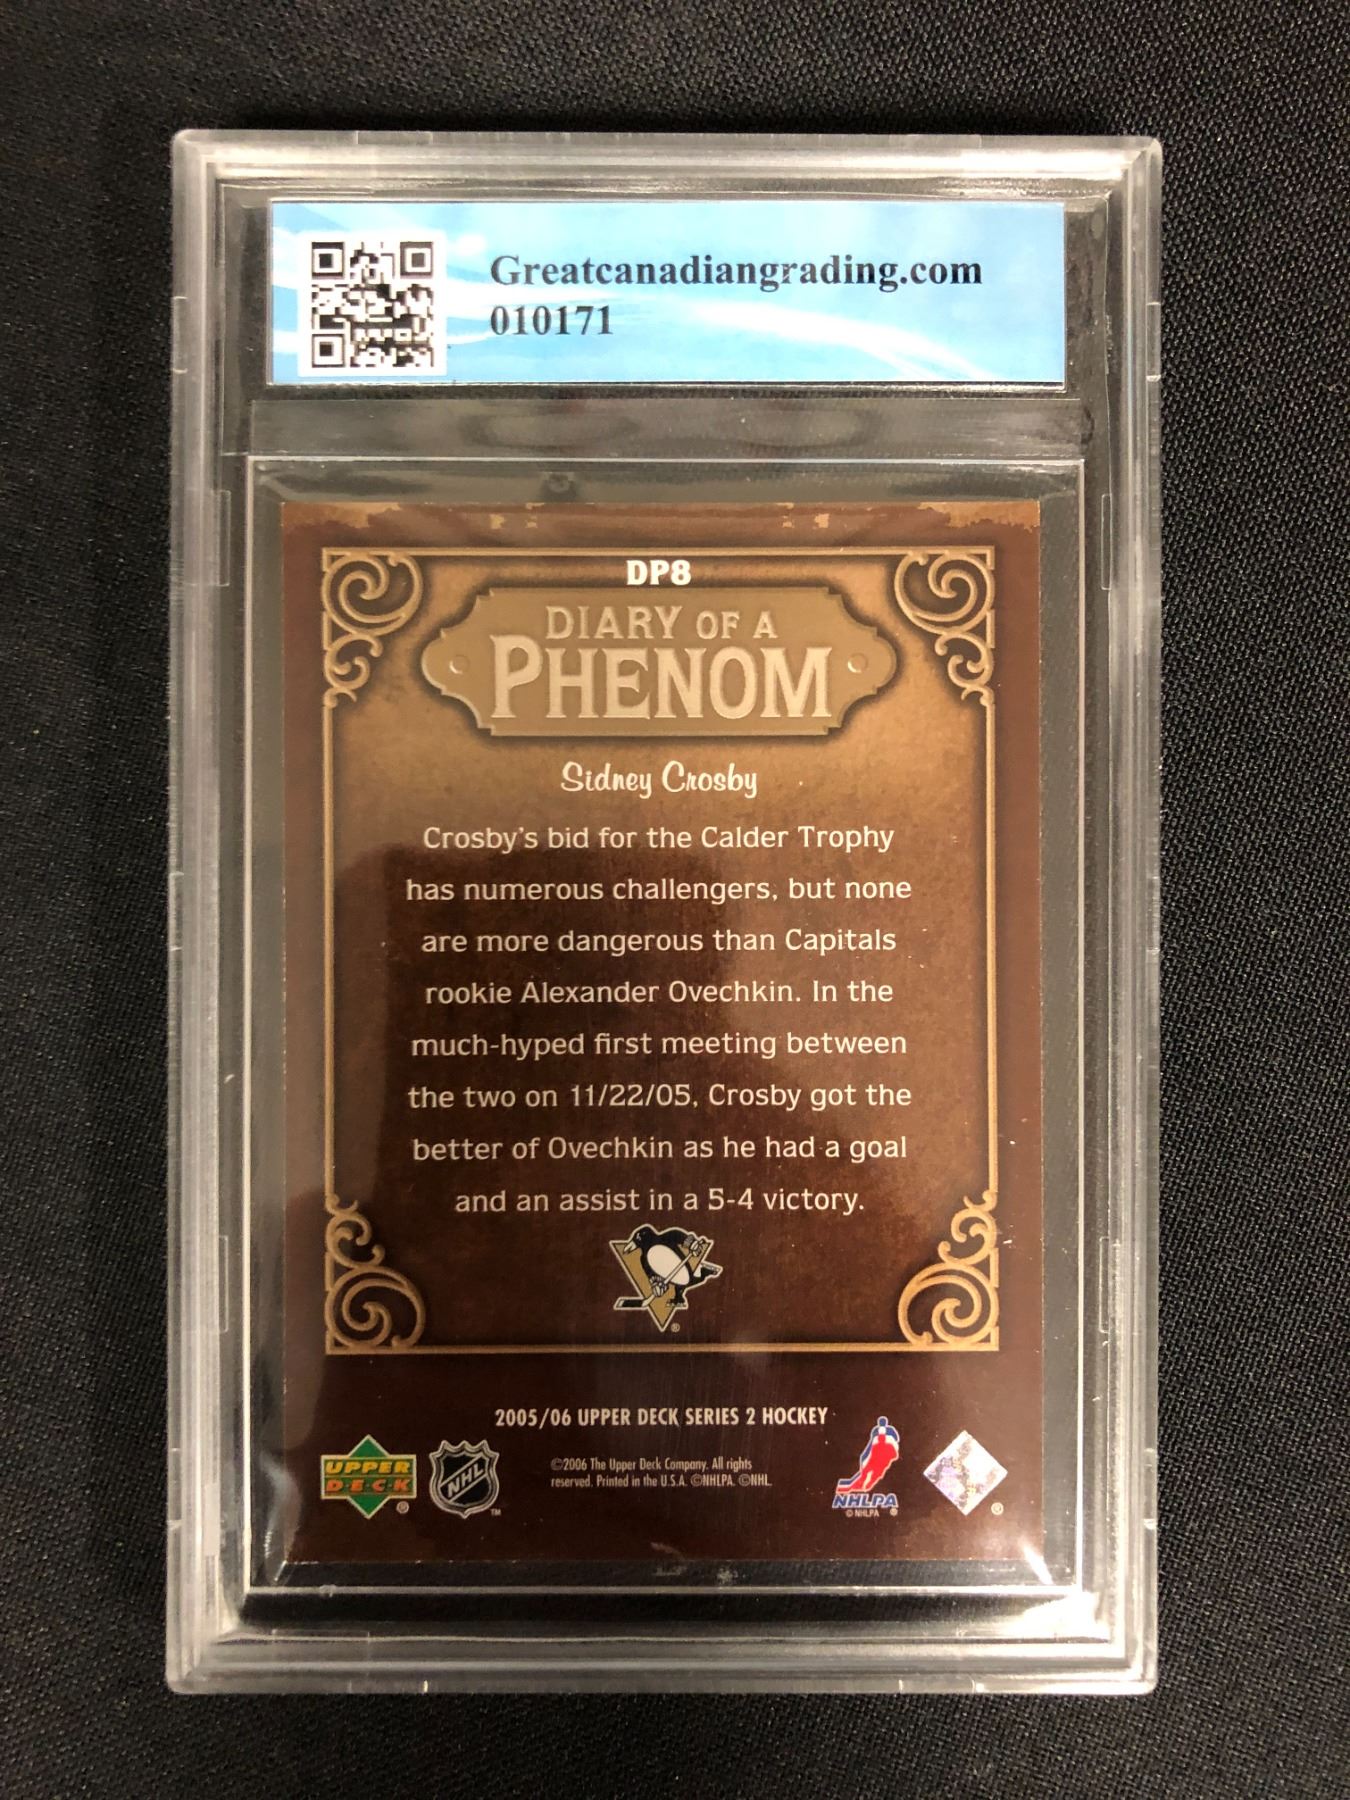 Greatcanadiangrading.com
010171
DP8
DIARY OF A
PHENOM
Sidney Crosby
Crosby's bid for the Calder Trophy
has numerous challengers, but none
are more dangerous than Capitals
rookie Alexander Ovechkin. In the
much-hyped first meeting between
the two on 11/22/05, Crosby got the
better of Ovechkin as he had a goal
and an assist in a 5-4 victory.
®
2005/06 UPPER DECK SERIES 2 HOCKEY
UPPER
DECK
®
NHL
™
©2006 The Upper Deck Company. All rights
reserved. Printed in the U.S.A. ©NHLPA. ©NHL.
NHLPA
© NHLPA ®
®